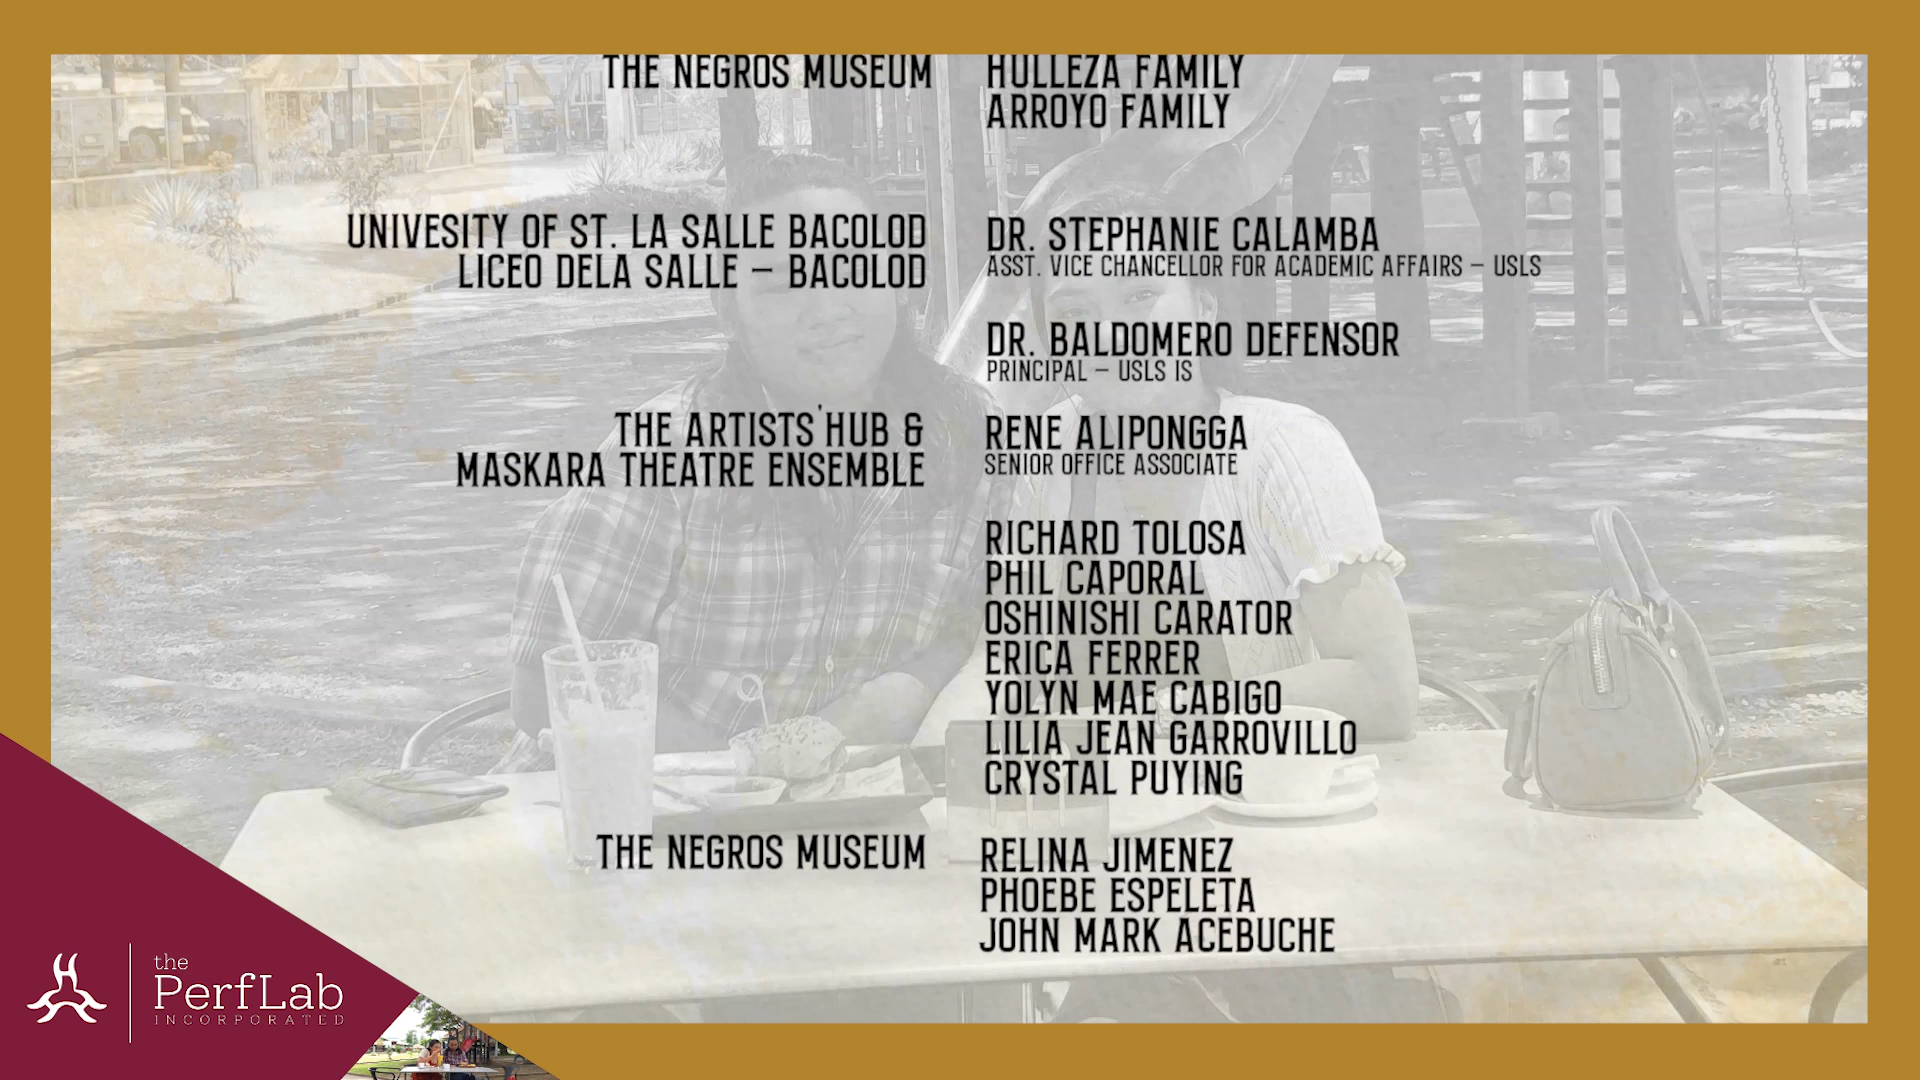 THE NEGROS MUSEUM
HULLEZA FAMILY
ARROYO FAMILY
UNIVESITY OF ST. LA SALLE BACOLOD
LICEO DELA SALLE – BACOLOD
DR. STEPHANIE CALAMBA
ASST. VICE CHANCELLOR FOR ACADEMIC AFFAIRS – USLS
DR. BALDOMERO DEFENSOR
PRINCIPAL – USLS IS
THE ARTISTS'HUB &
MASKARA THEATRE ENSEMBLE
RENE ALIPONGGA
SENIOR OFFICE ASSOCIATE
RICHARD TOLOSA
PHIL CAPORAL
OSHINISHI CARATOR
ERICA FERRER
YOLYN MAE CABIGO
LILIA JEAN GARROVILLO
CRYSTAL PUYING
THE NEGROS MUSEUM
RELINA JIMENEZ
PHOEBE ESPELETA
JOHN MARK ACEBUCHE
the
PerfLab
INCORPORATED